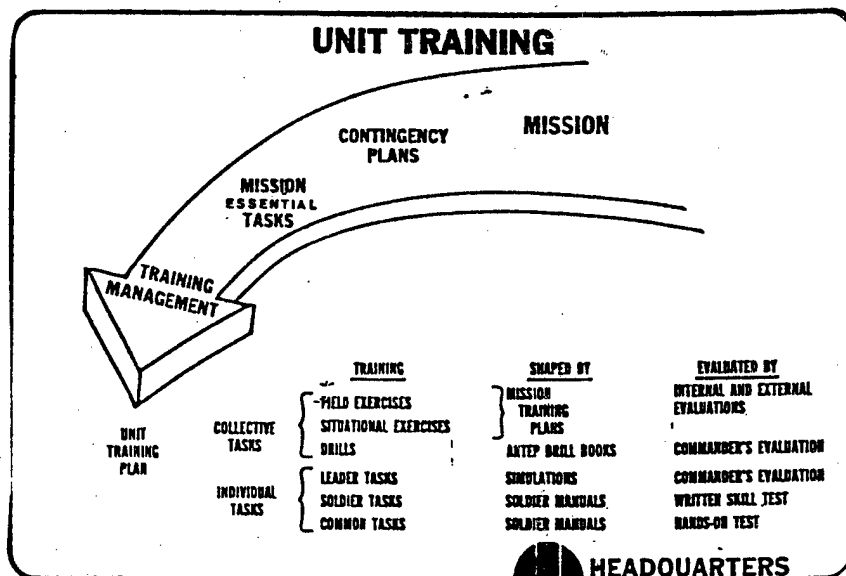 UNIT TRAINING
MISSION
CONTINGENCY
PLANS
MISSION
ESSENTIAL
TASKS
TRAINING
MANAGEMENT
UNIT
TRAINING
PLAN
TRAINING SHAPED BY EVALUATED BY
COLLECTIVE
TASKS
FIELD EXERCISES
SITUATIONAL EXERCISES
DRILLS
MISSION
TRAINING
PLANS
ARTEP DRILL BOOKS
INTERNAL AND EXTERNAL
EVALUATIONS
COMMANDER'S EVALUATION
INDIVIDUAL
TASKS
LEADER TASKS SIMULATIONS COMMANDER'S EVALUATION
SOLDIER TASKS SOLDIER MANUALS WRITTEN SKILL TEST
COMMON TASKS SOLDIER MANUALS HANDS-ON TEST
HEADQUARTERS